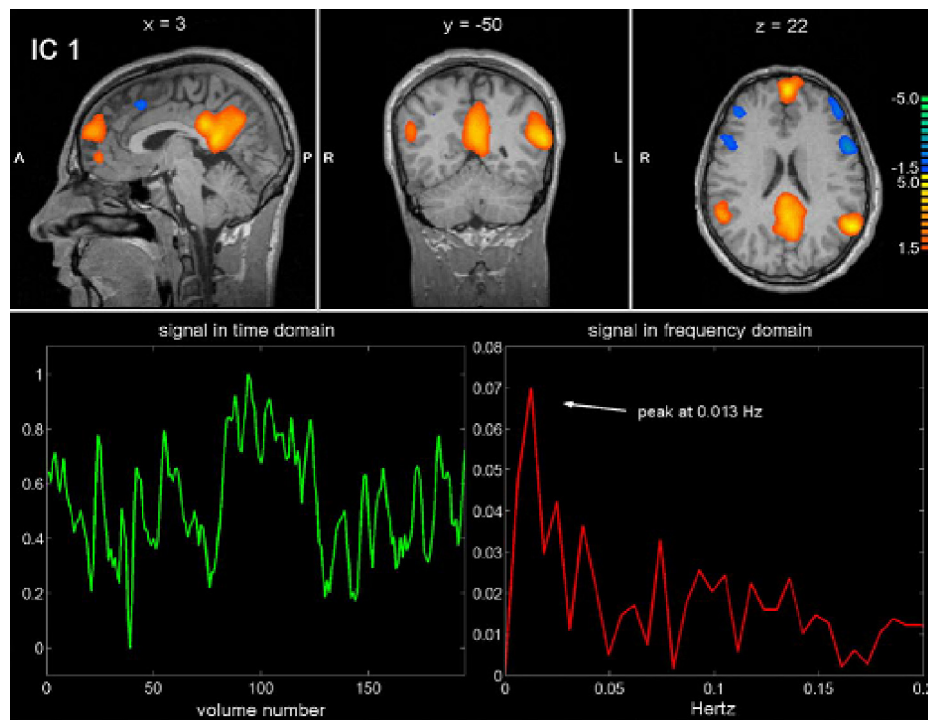 x = 3
y = -50
z = 22
IC 1
-5.0
A
P
R
L
R
-1.5
5.0
1.5
signal in time domain
signal in frequency domain
1
0.8
0.6
0.4
0.2
0
0
50
100
150
volume number
0.08
0.07
peak at 0.013 Hz
0.06
0.05
0.04
0.03
0.02
0.01
0
0
0.05
0.1
0.15
0.2
Hertz